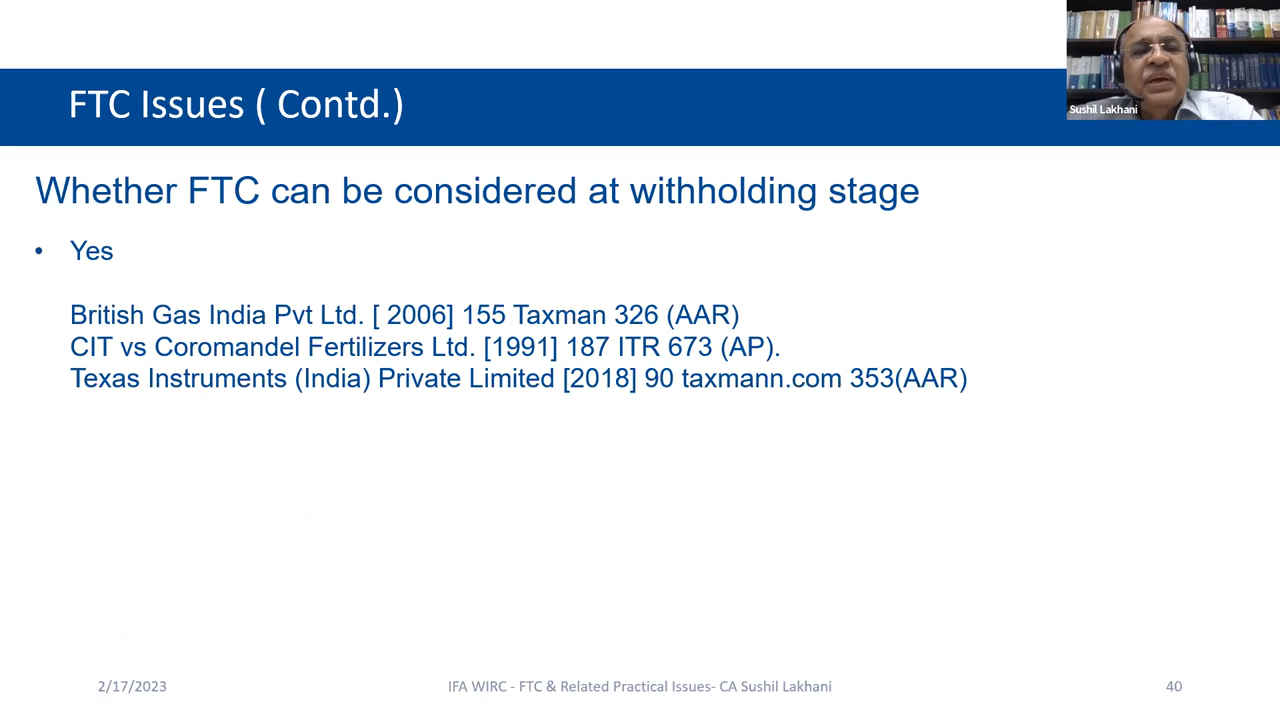 FTC Issues ( Contd.)
Sushil Lakhani
Whether FTC can be considered at withholding stage
• Yes
British Gas India Pvt Ltd. [ 2006] 155 Taxman 326 (AAR)
CIT vs Coromandel Fertilizers Ltd. [1991] 187 ITR 673 (AP).
Texas Instruments (India) Private Limited [2018] 90 taxmann.com 353(AAR)
2/17/2023
IFA WIRC - FTC & Related Practical Issues- CA Sushil Lakhani
40